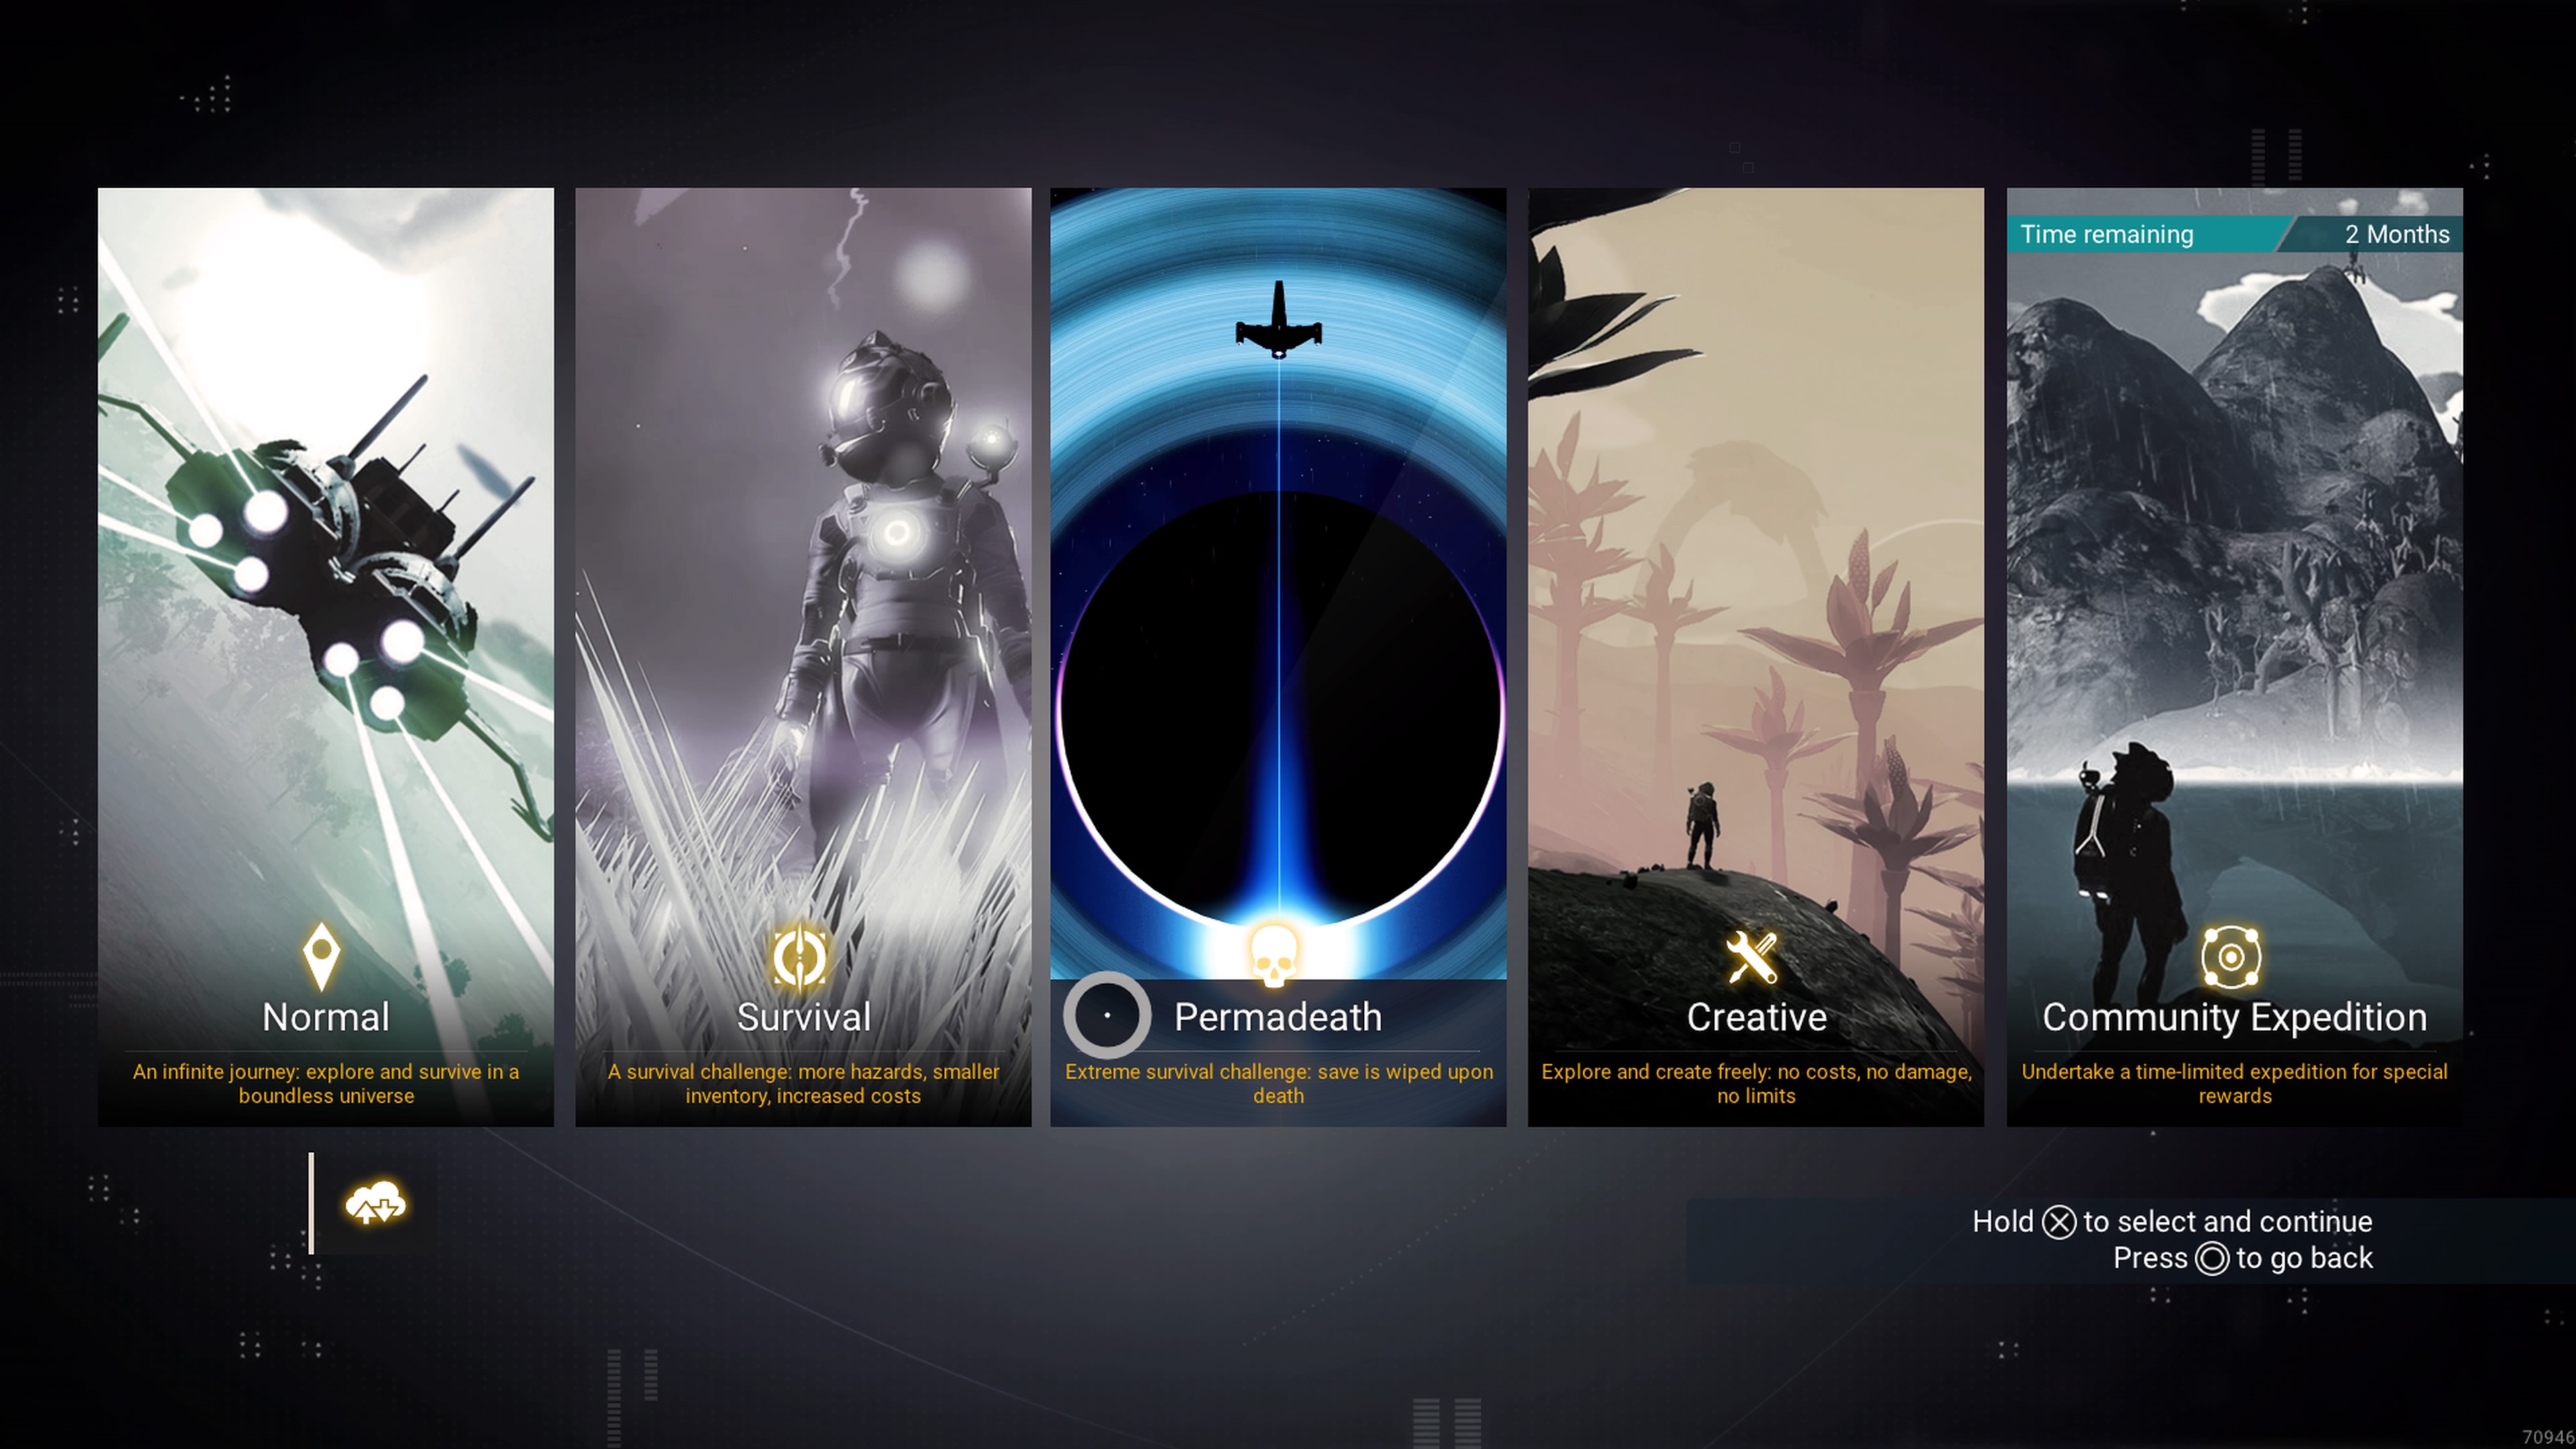 Time remaining 2 Months
Normal
An infinite journey: explore and survive in a
boundless universe
Survival
A survival challenge: more hazards, smaller
inventory, increased costs
Permadeath
Extreme survival challenge: save is wiped upon
death
Creative
Explore and create freely: no costs, no damage,
no limits
Community Expedition
Undertake a time-limited expedition for special
rewards
Hold to select and continue
Press to go back
70946